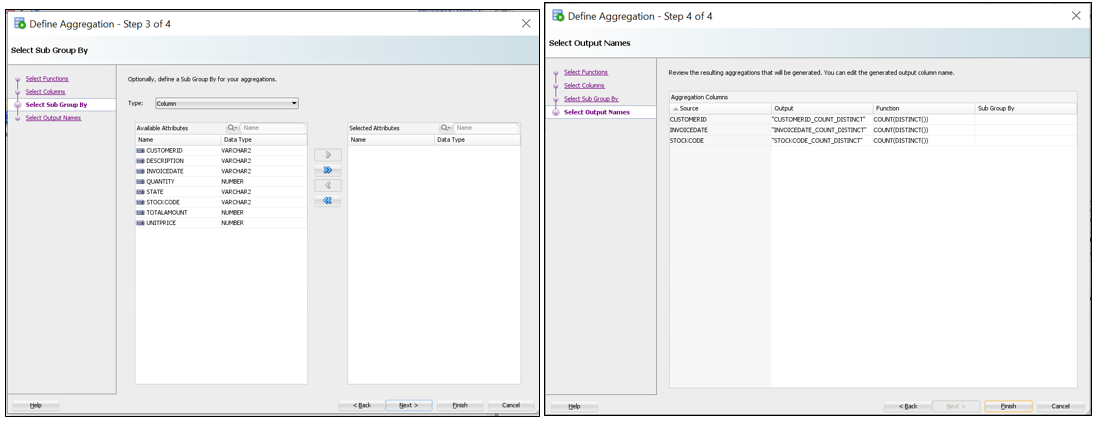 Define Aggregation - Step 3 of 4
Select Sub Group By
Select Functions
Select Columns
Select Sub Group By
Select Output Names
Optionally, define a Sub Group By for your aggregations.
Type: Column
Available Attributes Name
Name Data Type
CUSTOMERID VARCHAR2
DESCRIPTION VARCHAR2
INVOICEDATE VARCHAR2
QUANTITY NUMBER
STATE VARCHAR2
STOCKCODE VARCHAR2
TOTALAMOUNT NUMBER
UNITPRICE NUMBER
Selected Attributes Name
Name Data Type
Help < Back Next > Finish Cancel
Define Aggregation - Step 4 of 4
Select Output Names
Select Functions
Select Columns
Select Sub Group By
Select Output Names
Review the resulting aggregations that will be generated. You can edit the generated output column name.
Aggregation Columns
Source Output Function Sub Group By
CUSTOMERID "CUSTOMERID_COUNT_DISTINCT" COUNT(DISTINCT())
INVOICEDATE "INVOICEDATE_COUNT_DISTINCT" COUNT(DISTINCT())
STOCKCODE "STOCKCODE_COUNT_DISTINCT" COUNT(DISTINCT())
Help < Back Next > Finish Cancel